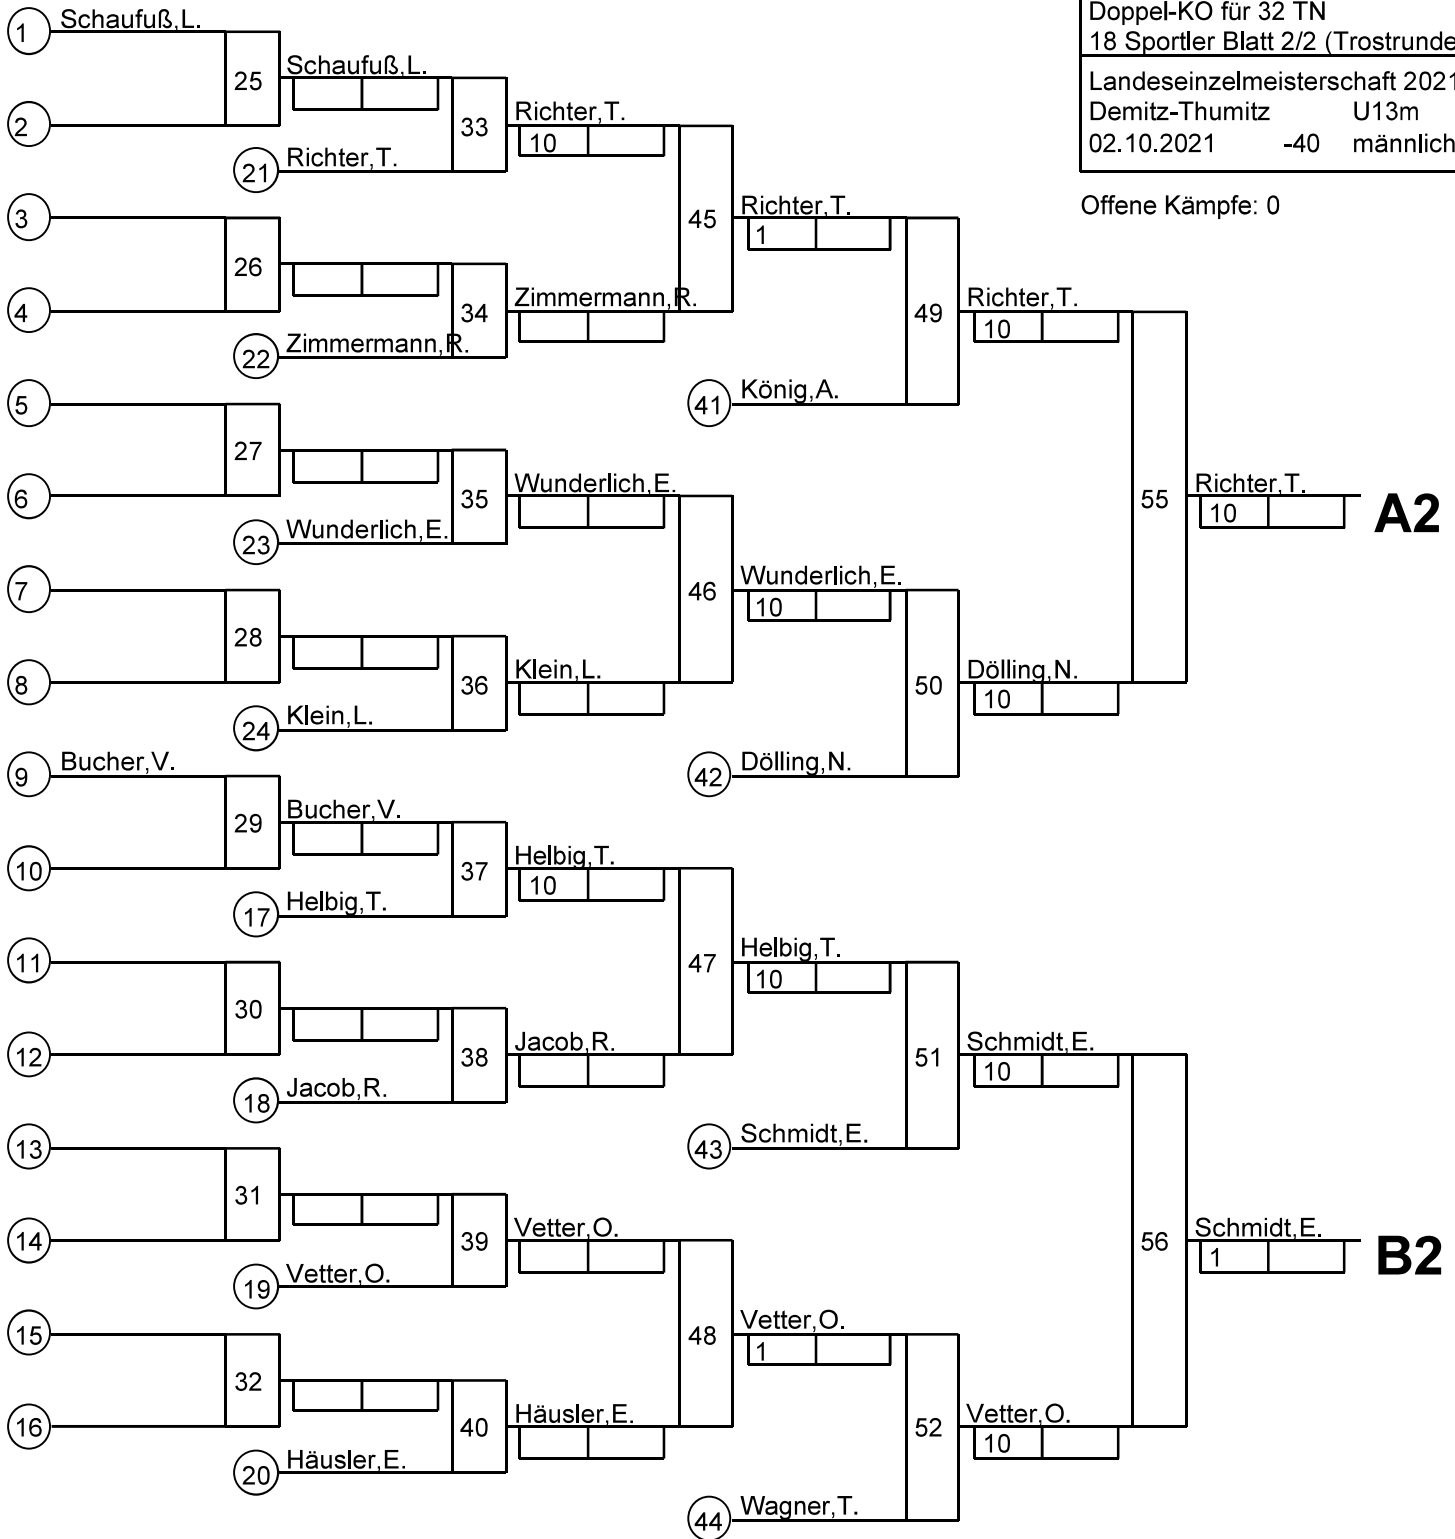 Doppel-KO für 32 TN
18 Sportler Blatt 2/2 (Trostrunde
Landeseinzelmeisterschaft 2021
Demitz-Thumitz U13m
02.10.2021 -40 männlich
Offene Kämpfe: 0
1 Schaufuß,L.
25 Schaufuß,L.
2
33 Richter,T.
10
21 Richter,T.
3
45 Richter,T.
1
26
4
34 Zimmermann,R.
22 Zimmermann,R.
49 Richter,T.
10
5
41 König,A.
27
6
35 Wunderlich,E.
23 Wunderlich,E.
55 Richter,T.
10
A2
7
46 Wunderlich,E.
10
28
8
36 Klein,L.
24 Klein,L.
50 Dölling,N.
10
9 Bucher,V.
42 Dölling,N.
29 Bucher,V.
10
37 Helbig,T.
10
17 Helbig,T.
11
47 Helbig,T.
10
30
12
38 Jacob,R.
18 Jacob,R.
51 Schmidt,E.
10
13
43 Schmidt,E.
31
14
39 Vetter,O.
19 Vetter,O.
56 Schmidt,E.
1
B2
15
48 Vetter,O.
1
32
16
40 Häusler,E.
20 Häusler,E.
52 Vetter,O.
10
44 Wagner,T.